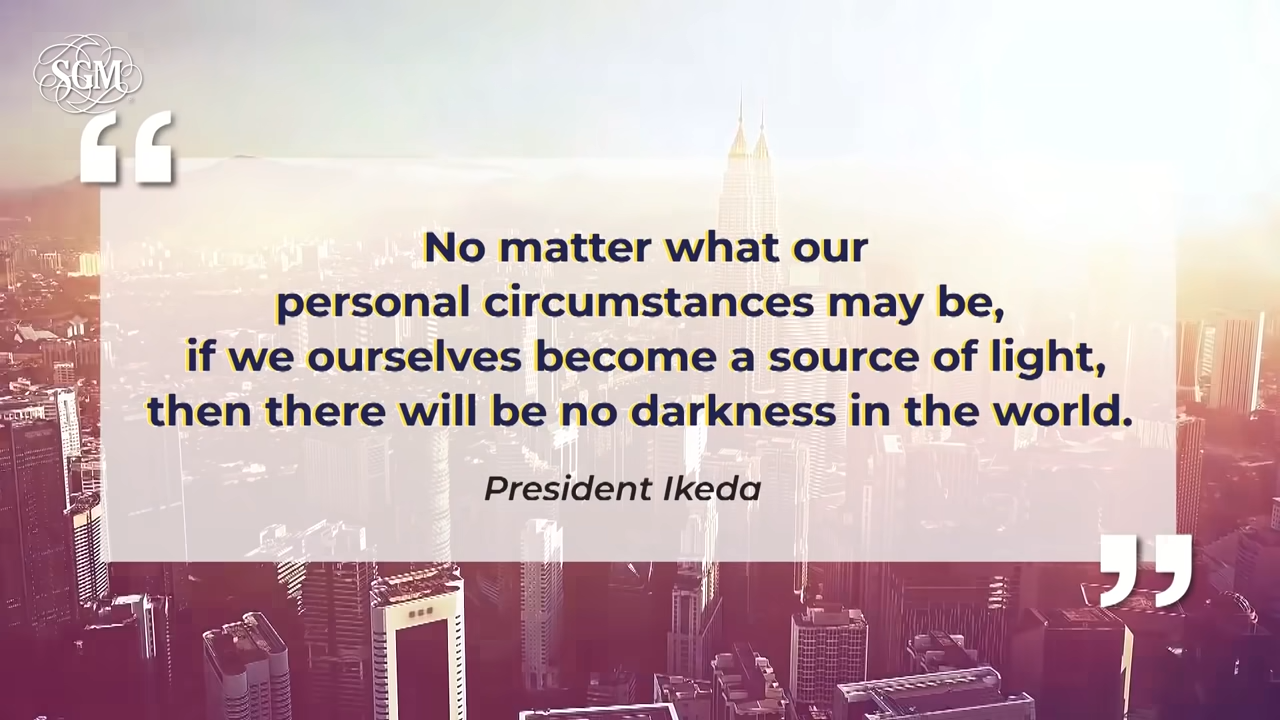 SGM
“
No matter what our
personal circumstances may be,
if we ourselves become a source of light,
then there will be no darkness in the world.
President Ikeda
”